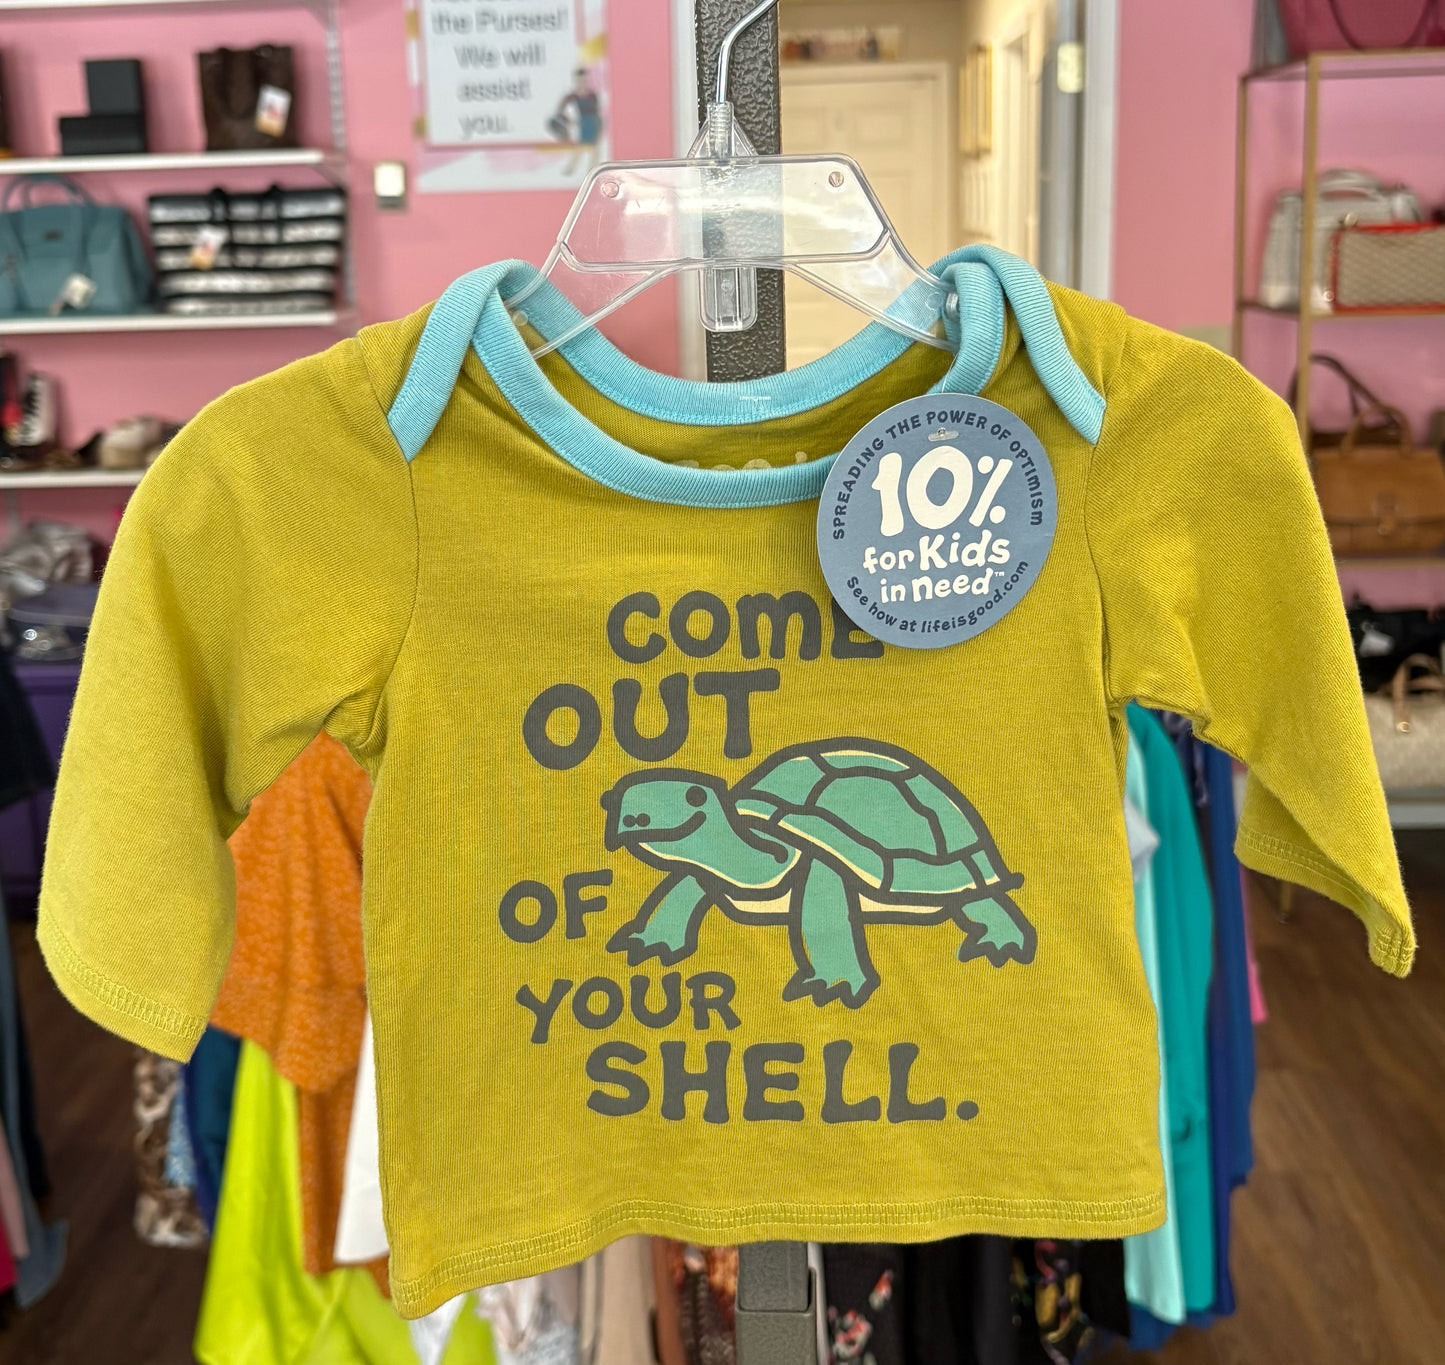 the Purses!
We will
assist
you.
SPREADING THE POWER OF OPTIMISM
10%
for Kids
in need™
See how at lifeisgood.com
COME
OUT
OF
YOUR
SHELL.